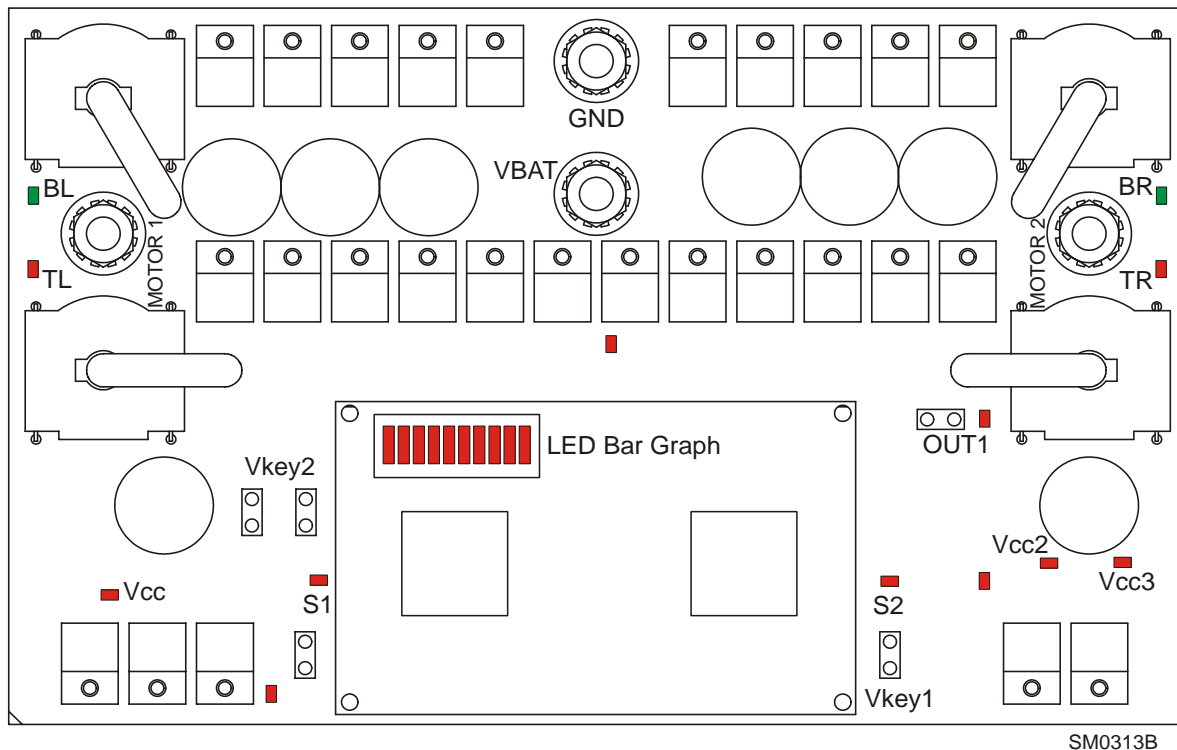 GND
VBAT
BL
BR
MOTOR 1
MOTOR 2
TL
TR
LED Bar Graph
OUT1
Vkey2
Vcc2
Vcc3
Vcc
S1
S2
Vkey1
SM0313B